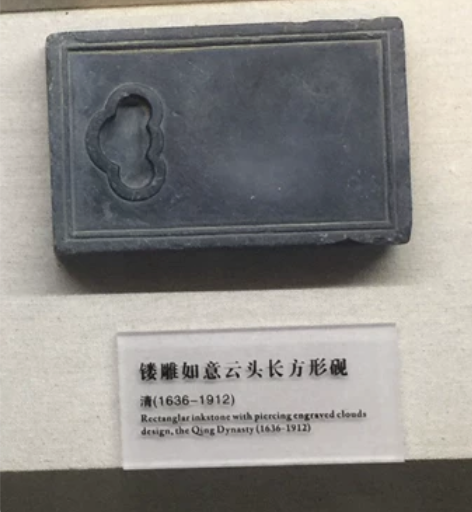 镂雕如意云头长方形砚
清(1636-1912)
Rectanglar inkstone with piercing engraved clouds
design, the Qing Dynasty (1636-1912)